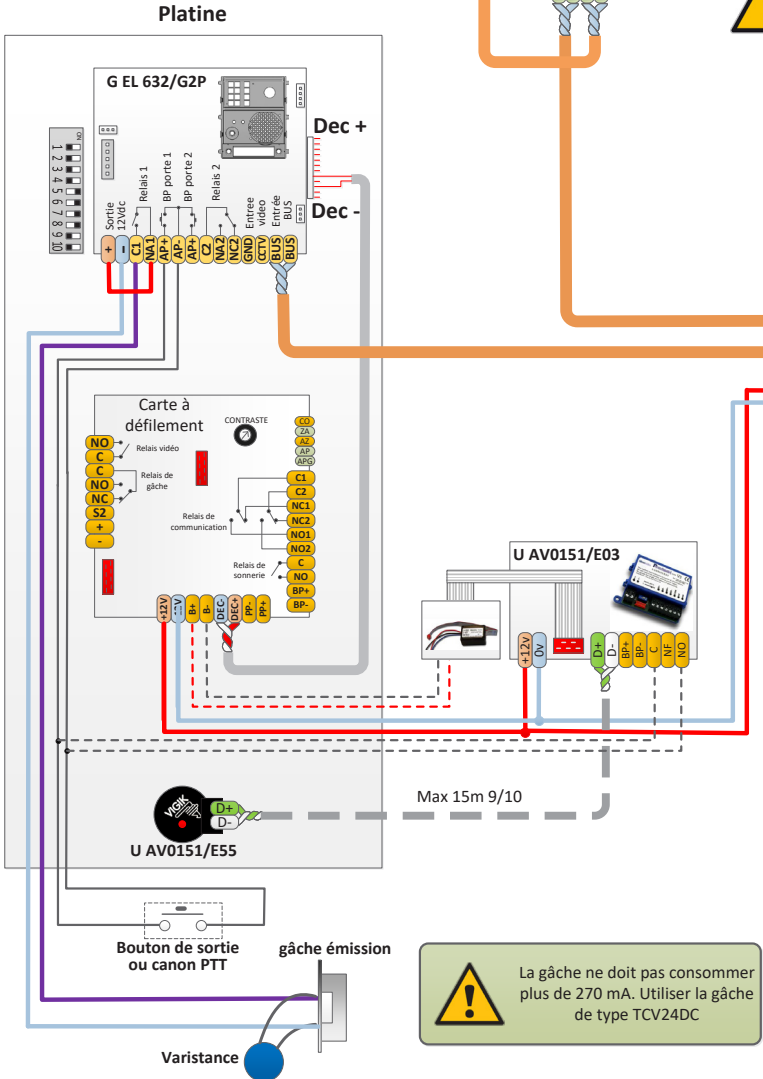 Platine
G EL 632/G2P
Dec +
Dec -
ON
1 2 3 4 5 6 7 8 9 10
Sortie
12Vdc
Relais 1
BP porte 1
BP porte 2
Relais 2
Entree
video
Entrée
BUS
+
-
C1
NA1
AP+
AP-
AP+
C2
NA2
NC2
GND
CCTV
BUS
BUS
Carte à
défilement
CONTRASTE
NO
C
C
NO
NC
S2
+
-
Relais vidéo
Relais de
gâche
CO
ZA
AZ
AP
APG
C1
C2
NC1
NC2
NO1
NO2
C
NO
BP+
BP-
Relais de
communication
Relais de
sonnerie
+12V
B+
B-
DEC-
DEC+
PP-
PP+
U AV0151/E03
+12v
0v
D+
D-
BP+
BP-
C
NF
NO
Max 15m 9/10
VIGIK
D+
D-
U AV0151/E55
Bouton de sortie
ou canon PTT
gâche émission
Varistance
La gâche ne doit pas consommer
plus de 270 mA. Utiliser la gâche
de type TCV24DC